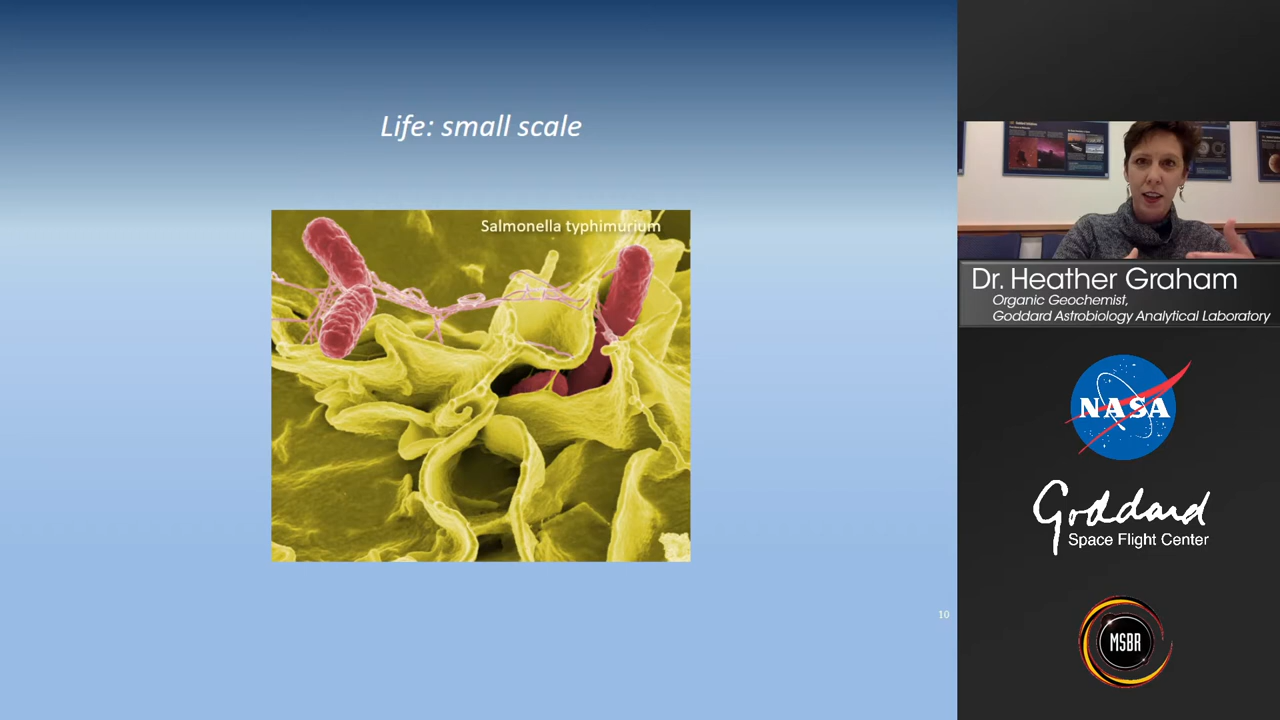 Life: small scale
Salmonella typhimurium
10
Dr. Heather Graham
Organic Geochemist,
Goddard Astrobiology Analytical Laboratory
NASA
Goddard
Space Flight Center
MSBR